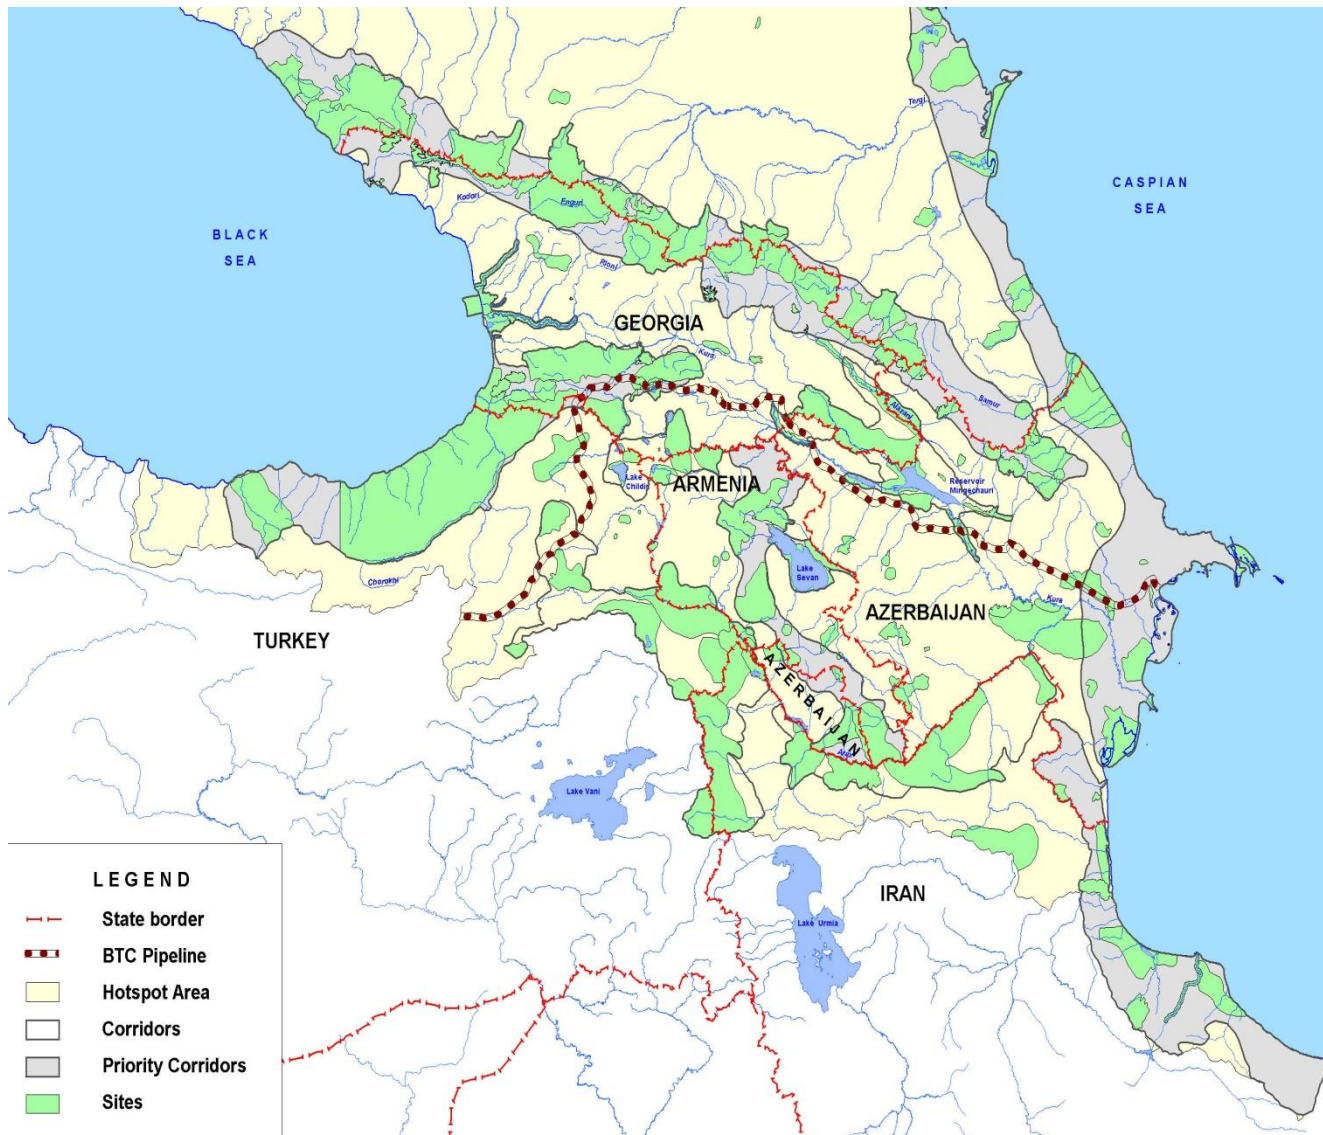 Tergi
CASPIAN
SEA
BLACK
SEA
Kodori
Enguri
Rioni
GEORGIA
Kura
Alazani
Samur
Lake
Childir
ARMENIA
Reservoir
Mingechauri
Lake
Sevan
Chorokhi
Kura
AZERBAIJAN
TURKEY
AZERBAIJAN
Lake Vani
IRAN
Lake Urmia
LEGEND
State border
BTC Pipeline
Hotspot Area
Corridors
Priority Corridors
Sites